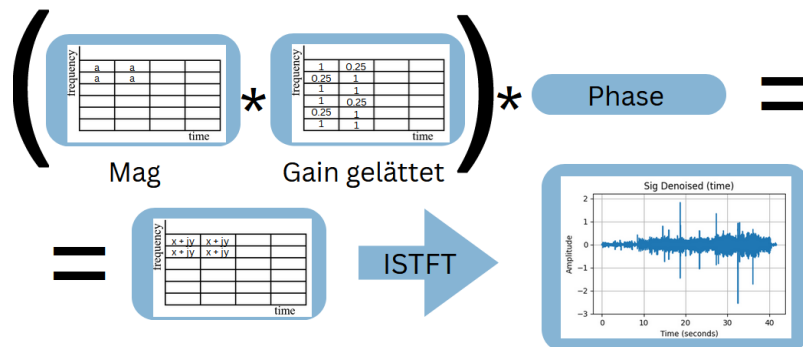 ( frequency a a
a a
time
*
frequency 1 0.25
0.25 1
1 1
1 0.25
0.25 1
1 1
time )
* Phase =
Mag
Gain gelättet
=
frequency x + jy x + jy
x + jy x + jy
time
ISTFT
Sig Denoised (time)
Amplitude
2
1
0
−1
−2
−3
0 10 20 30 40
Time (seconds)